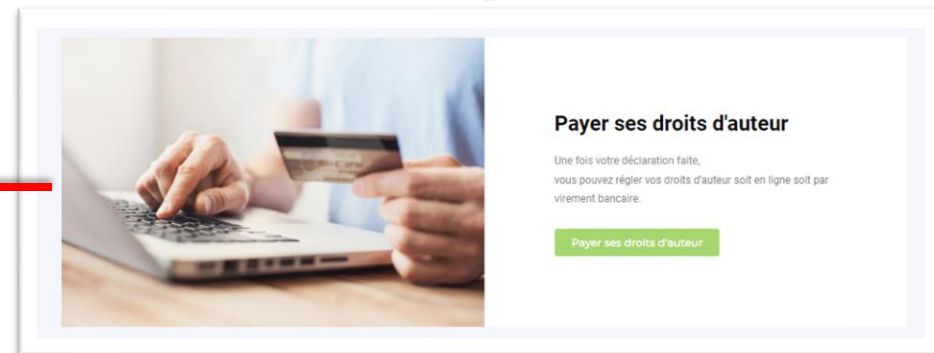 Payer ses droits d'auteur
Une fois votre déclaration faite,
vous pouvez régler vos droits d'auteur soit en ligne soit par
virement bancaire.
Payer ses droits d'auteur